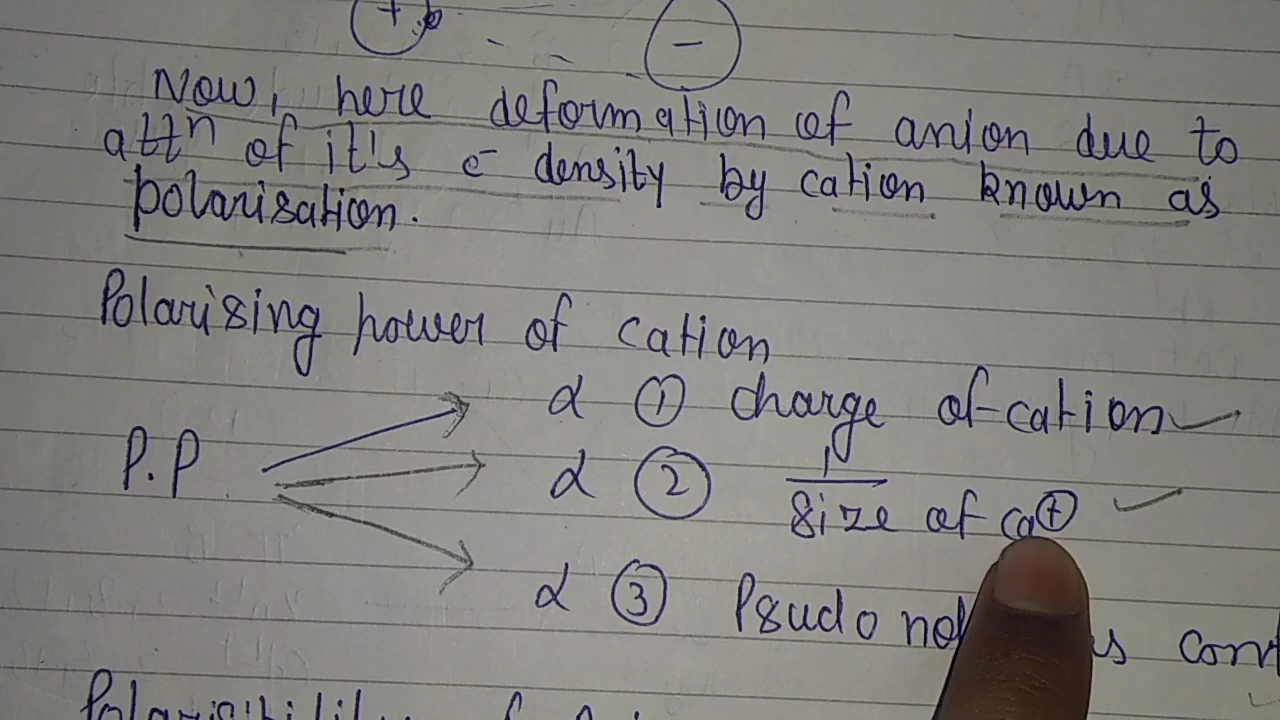 + e - - -
Now, here deformation of anion due to
attⁿ of it's e⁻ density by cation known as
polarisation.
Polarising power of cation
α ① charge of cation
P.P α ② 1/Size of ca⊕
α ③ Psudo